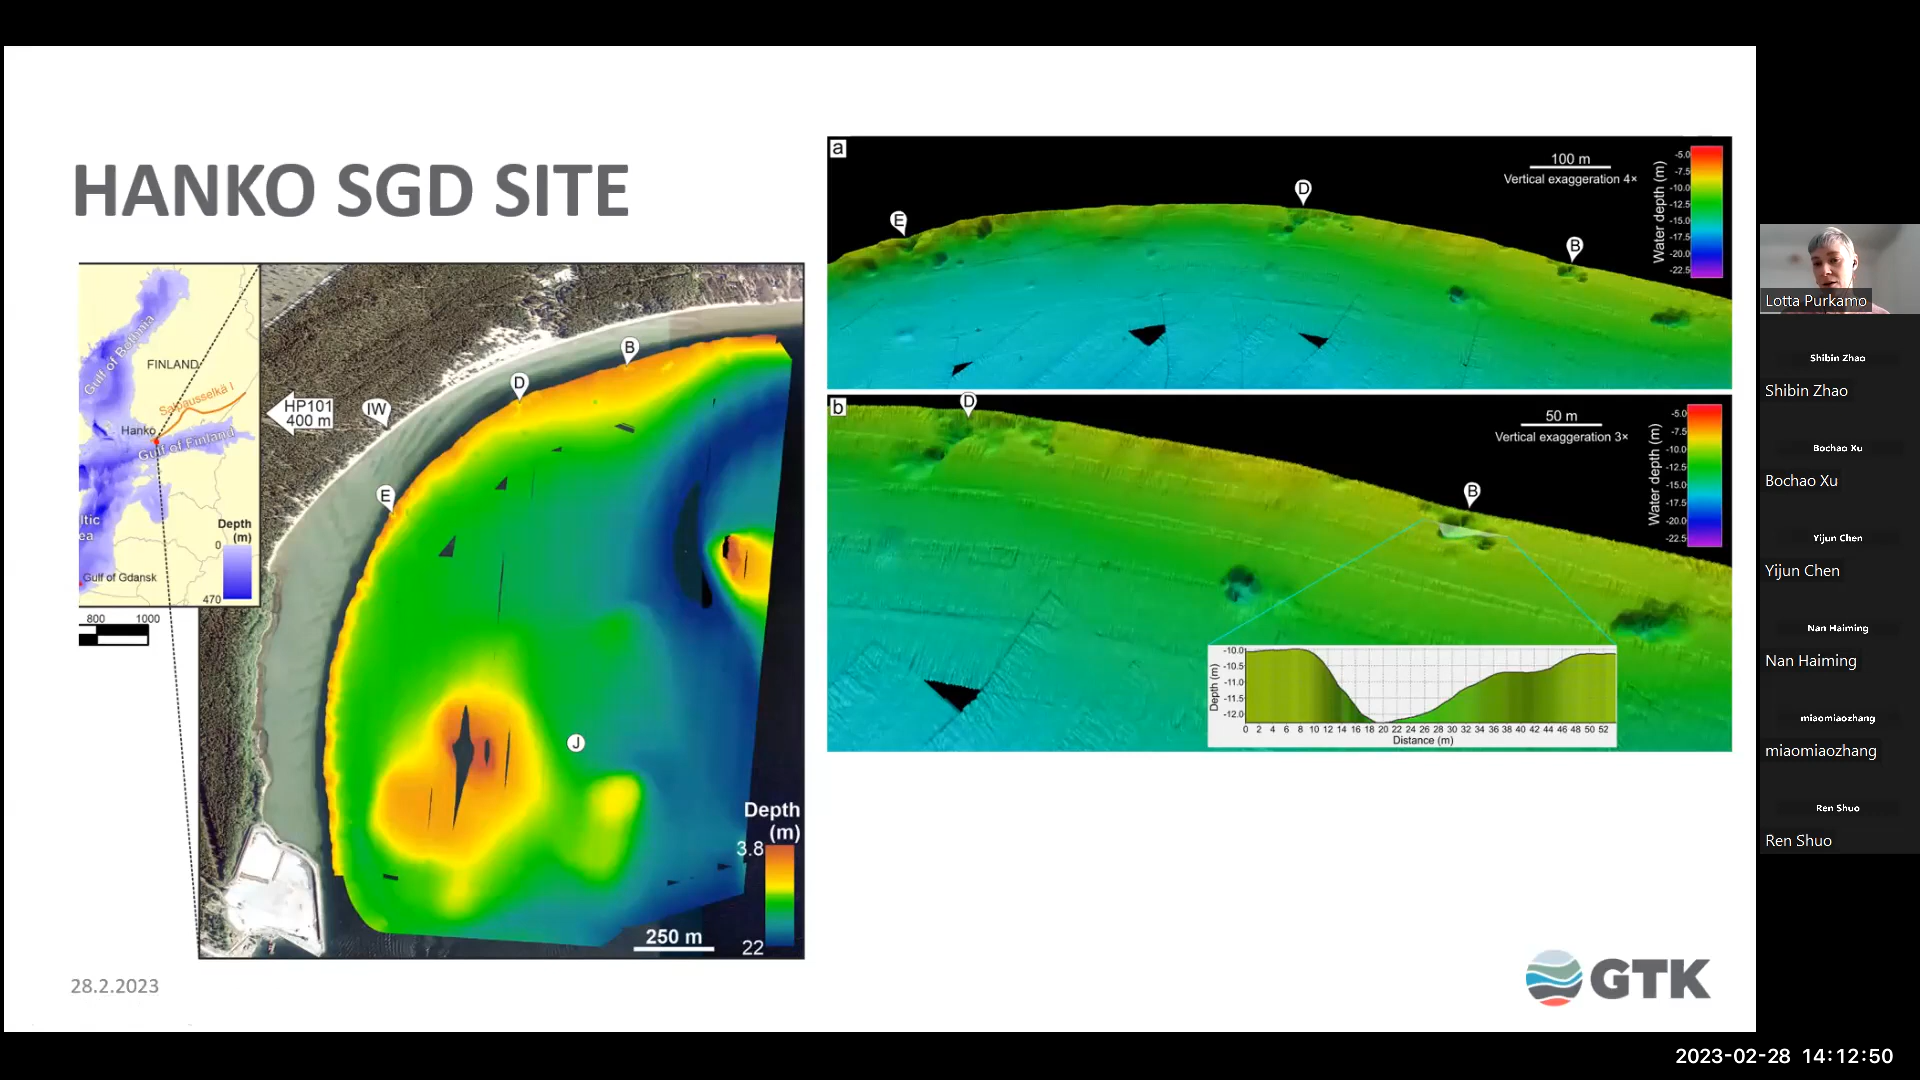 HANKO SGD SITE
Gulf of Bothnia
FINLAND
Salpausselkä I
Hanko
Gulf of Finland
ltic
ea
Gulf of Gdansk
Depth
(m)
0
470
800 1000
HP101
400 m
IW
B
D
E
J
Depth
(m)
3.8
22
250 m
a
E
D
B
100 m
Vertical exaggeration 4×
Water depth (m)
-5.0
-7.5
-10.0
-12.5
-15.0
-17.5
-20.0
-22.5
b
D
B
50 m
Vertical exaggeration 3×
Water depth (m)
-5.0
-7.5
-10.0
-12.5
-15.0
-17.5
-20.0
-22.5
Depth (m)
-10.0
-10.5
-11.0
-11.5
-12.0
0 2 4 6 8 10 12 14 16 18 20 22 24 26 28 30 32 34 36 38 40 42 44 46 48 50 52
Distance (m)
28.2.2023
GTK
Lotta Purkamo
Shibin Zhao
Shibin Zhao
Bochao Xu
Bochao Xu
Yijun Chen
Yijun Chen
Nan Haiming
Nan Haiming
miaomiaozhang
miaomiaozhang
Ren Shuo
Ren Shuo
2023-02-28 14:12:50